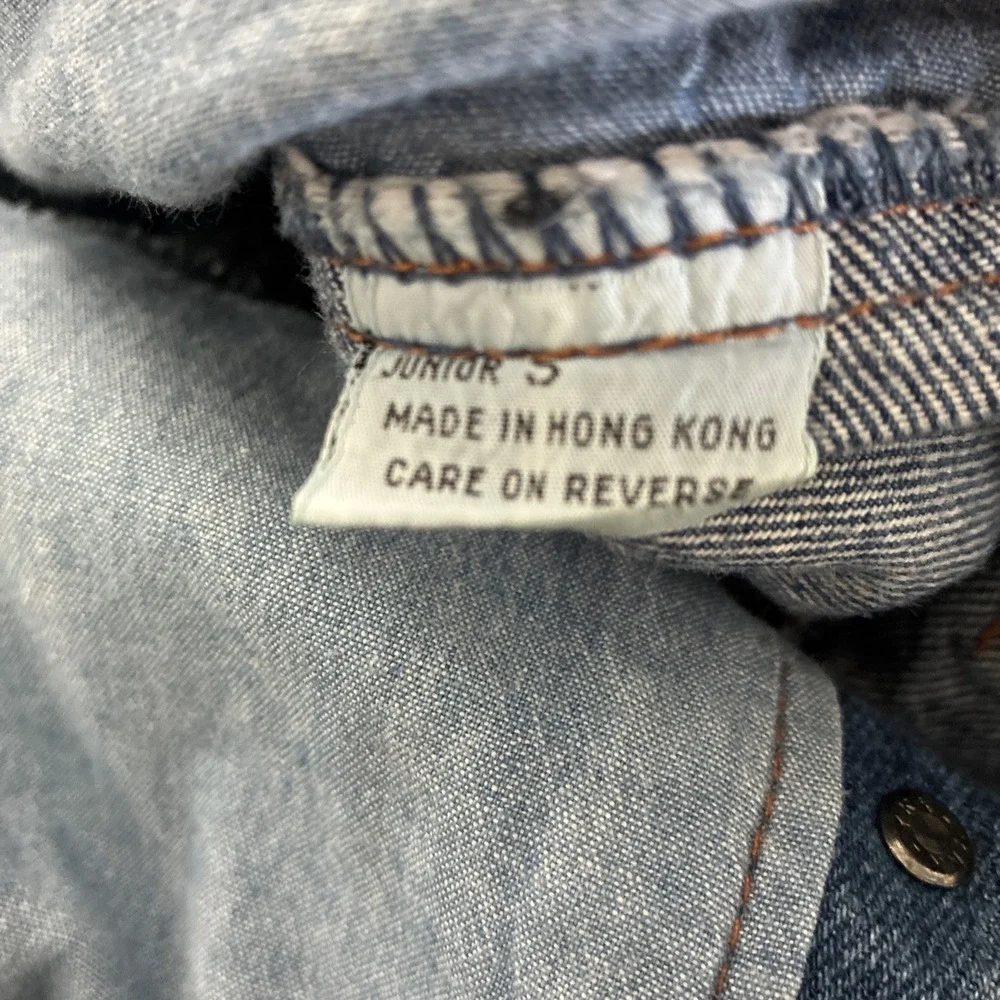 JUNIOR S
MADE IN HONG KONG
CARE ON REVERSE